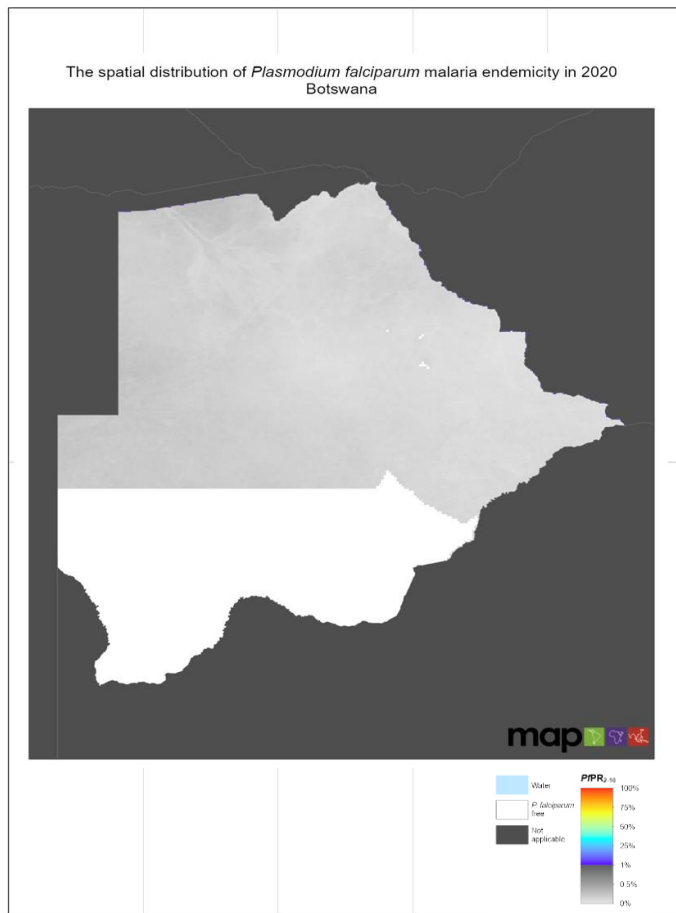 The spatial distribution of Plasmodium falciparum malaria endemicity in 2020
Botswana
map
Water
P. falciparum
free
Not
applicable
PfPR2-10
100%
75%
50%
25%
1%
0.5%
0%